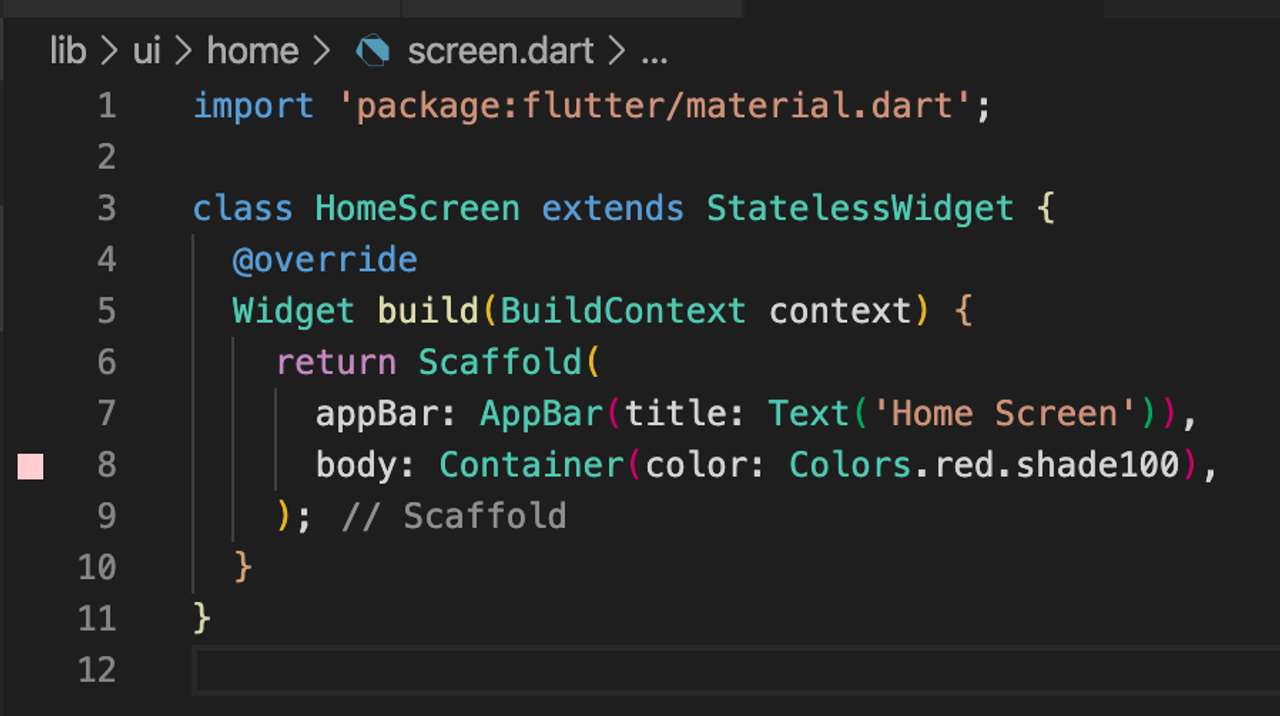 lib > ui > home > screen.dart > ...
1 import 'package:flutter/material.dart';
2
3 class HomeScreen extends StatelessWidget {
4   @override
5   Widget build(BuildContext context) {
6     return Scaffold(
7       appBar: AppBar(title: Text('Home Screen')),
8       body: Container(color: Colors.red.shade100),
9     ); // Scaffold
10   }
11 }
12